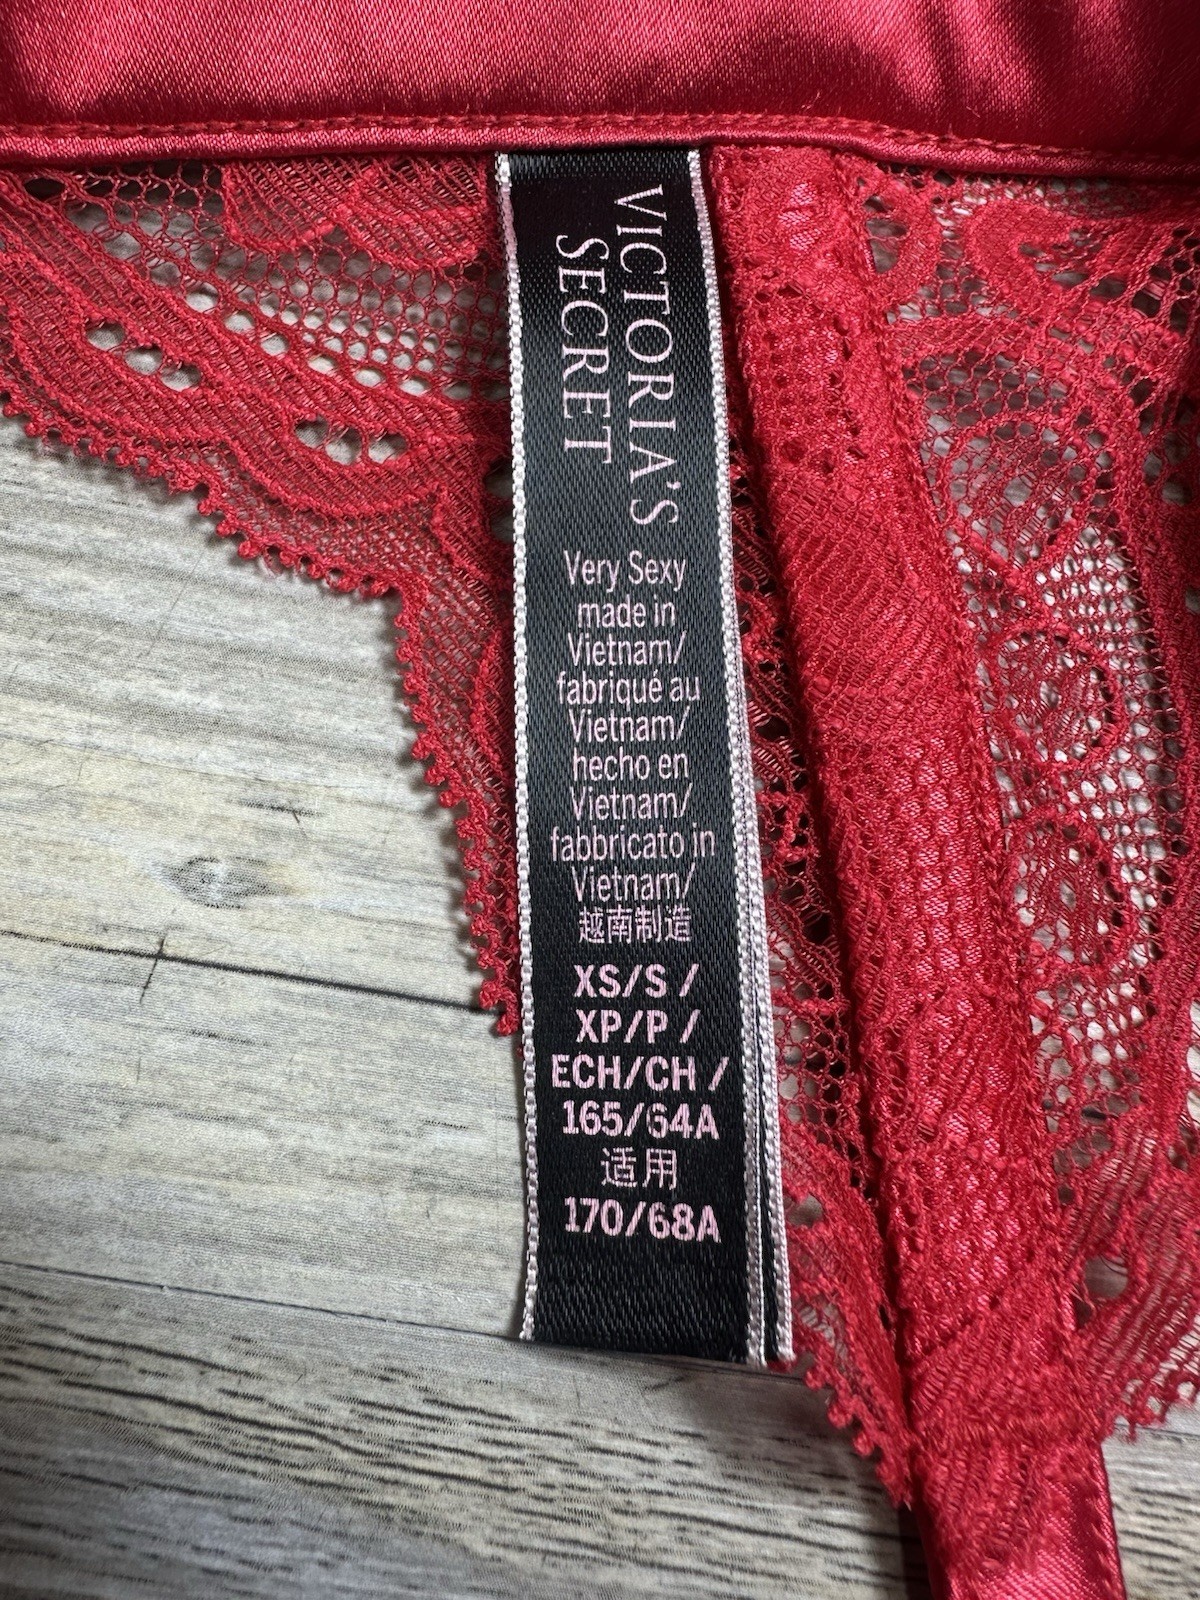 VICTORIA'S
SECRET
Very Sexy
made in
Vietnam/
fabriqué au
Vietnam/
hecho en
Vietnam/
fabbricato in
Vietnam/
越南制造
XS/S /
XP/P /
ECH/CH /
165/64A
适用
170/68A